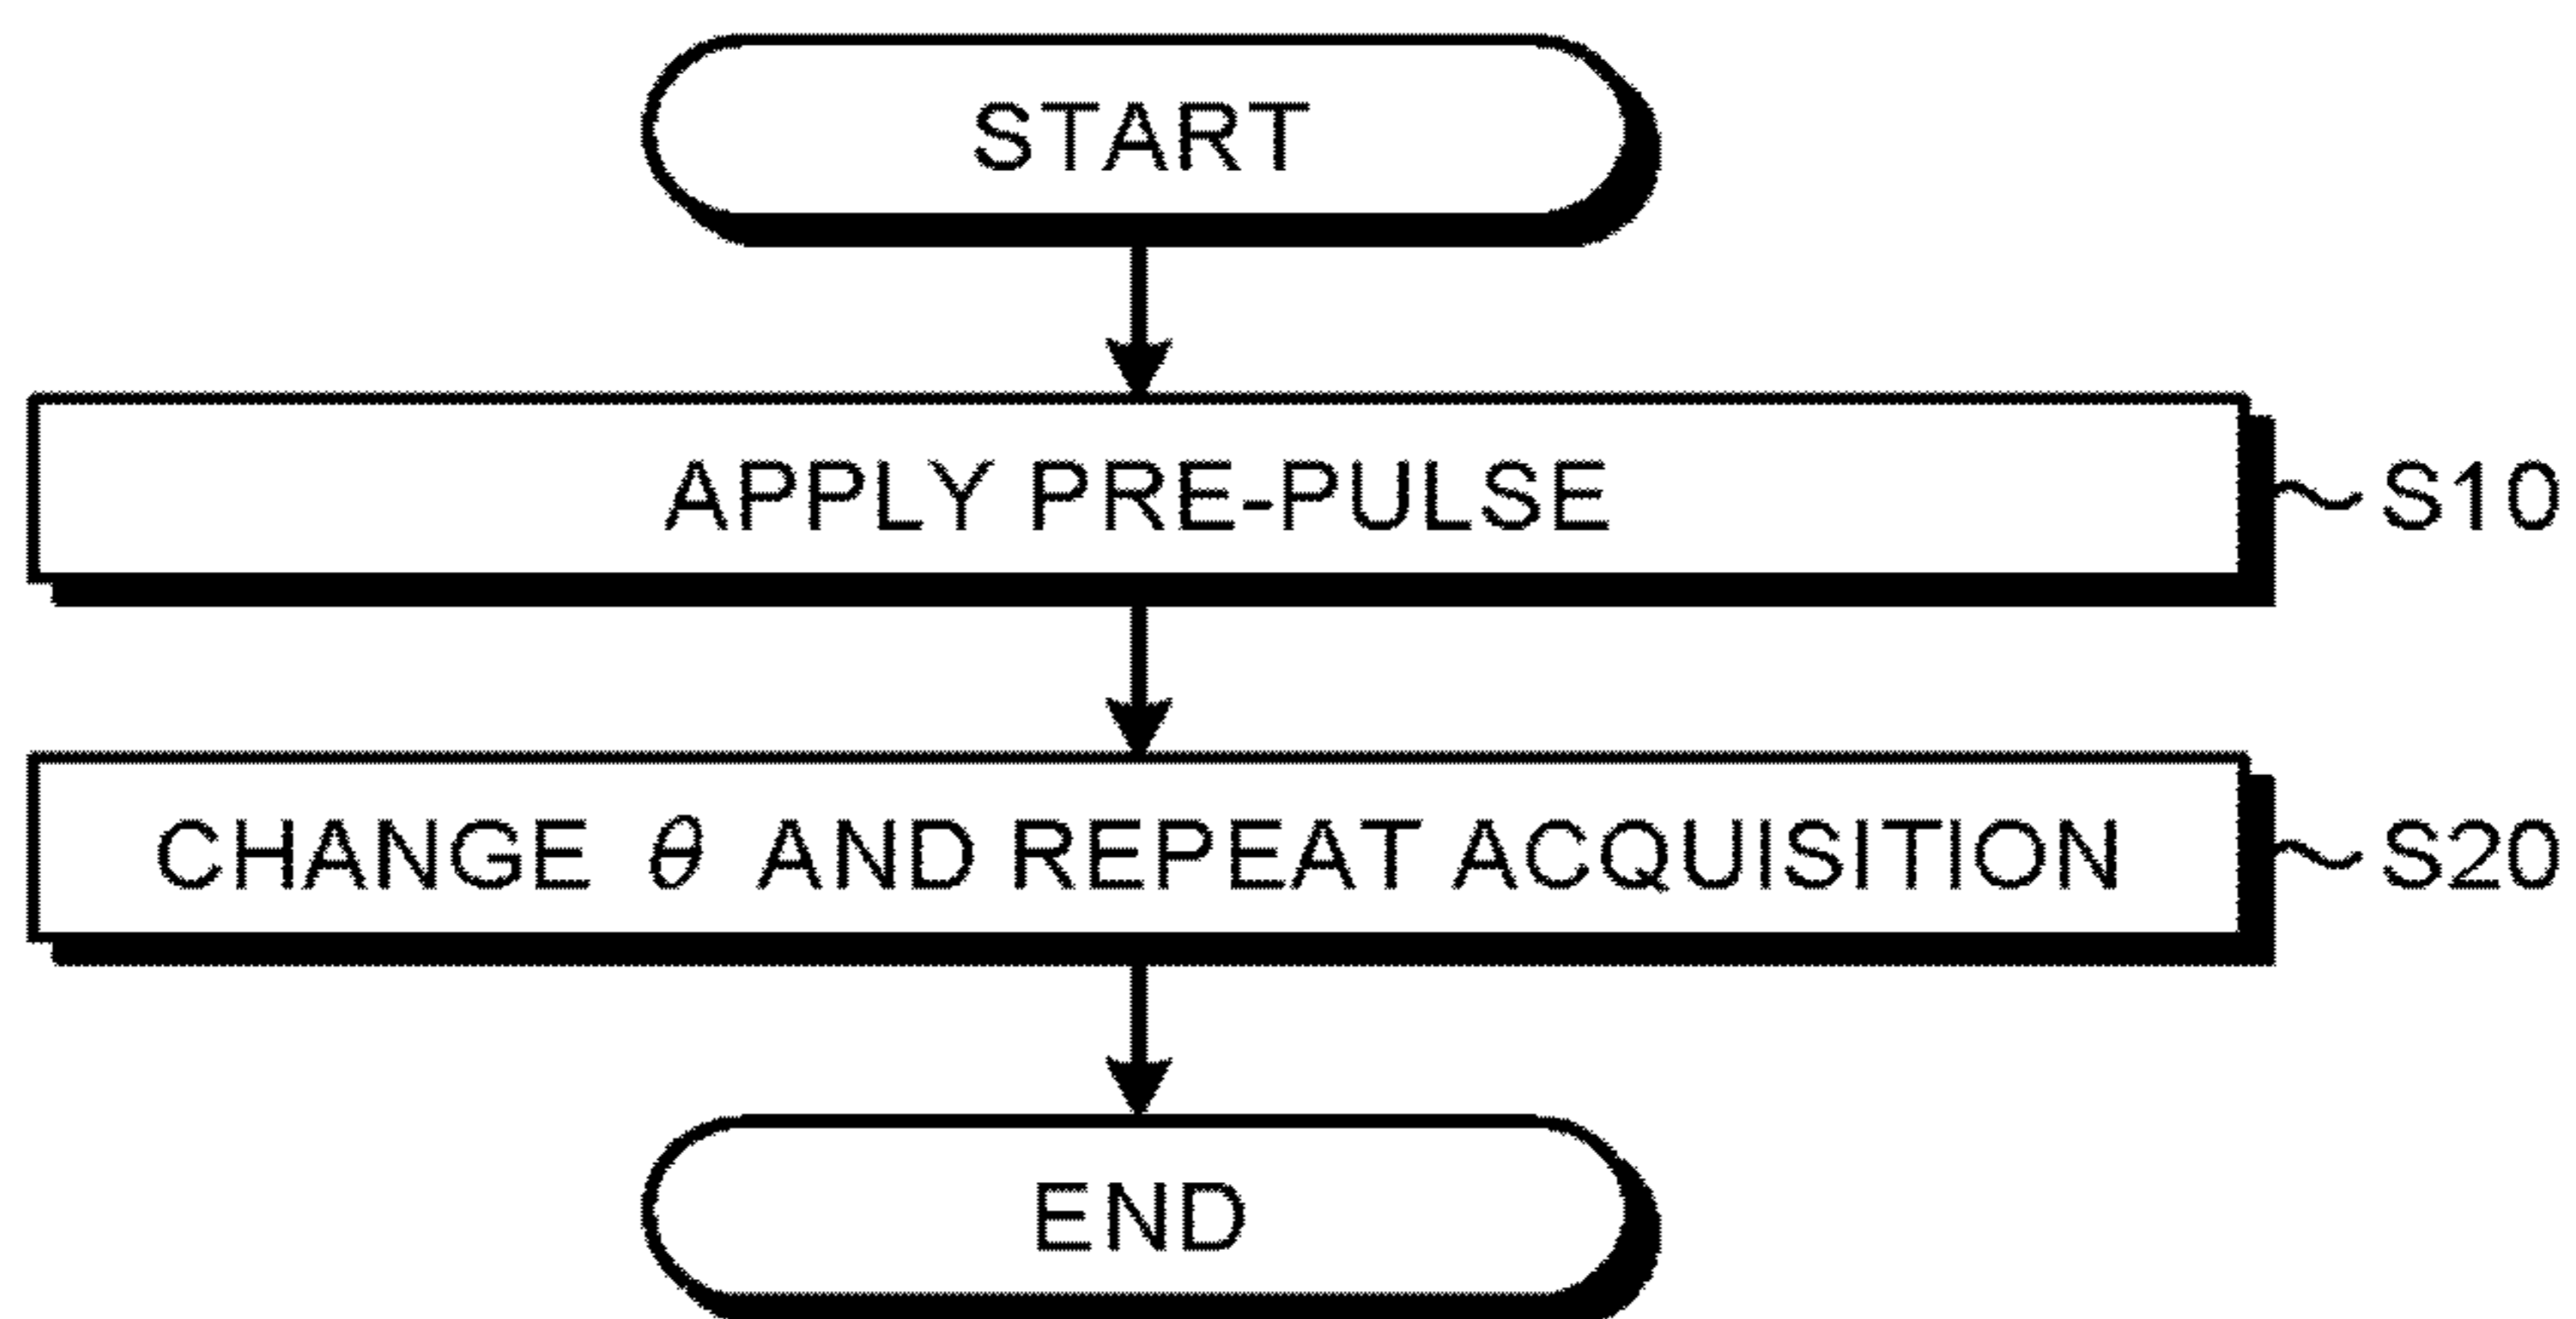 START
APPLY PRE-PULSE
S10
CHANGE θ AND REPEAT ACQUISITION
S20
END